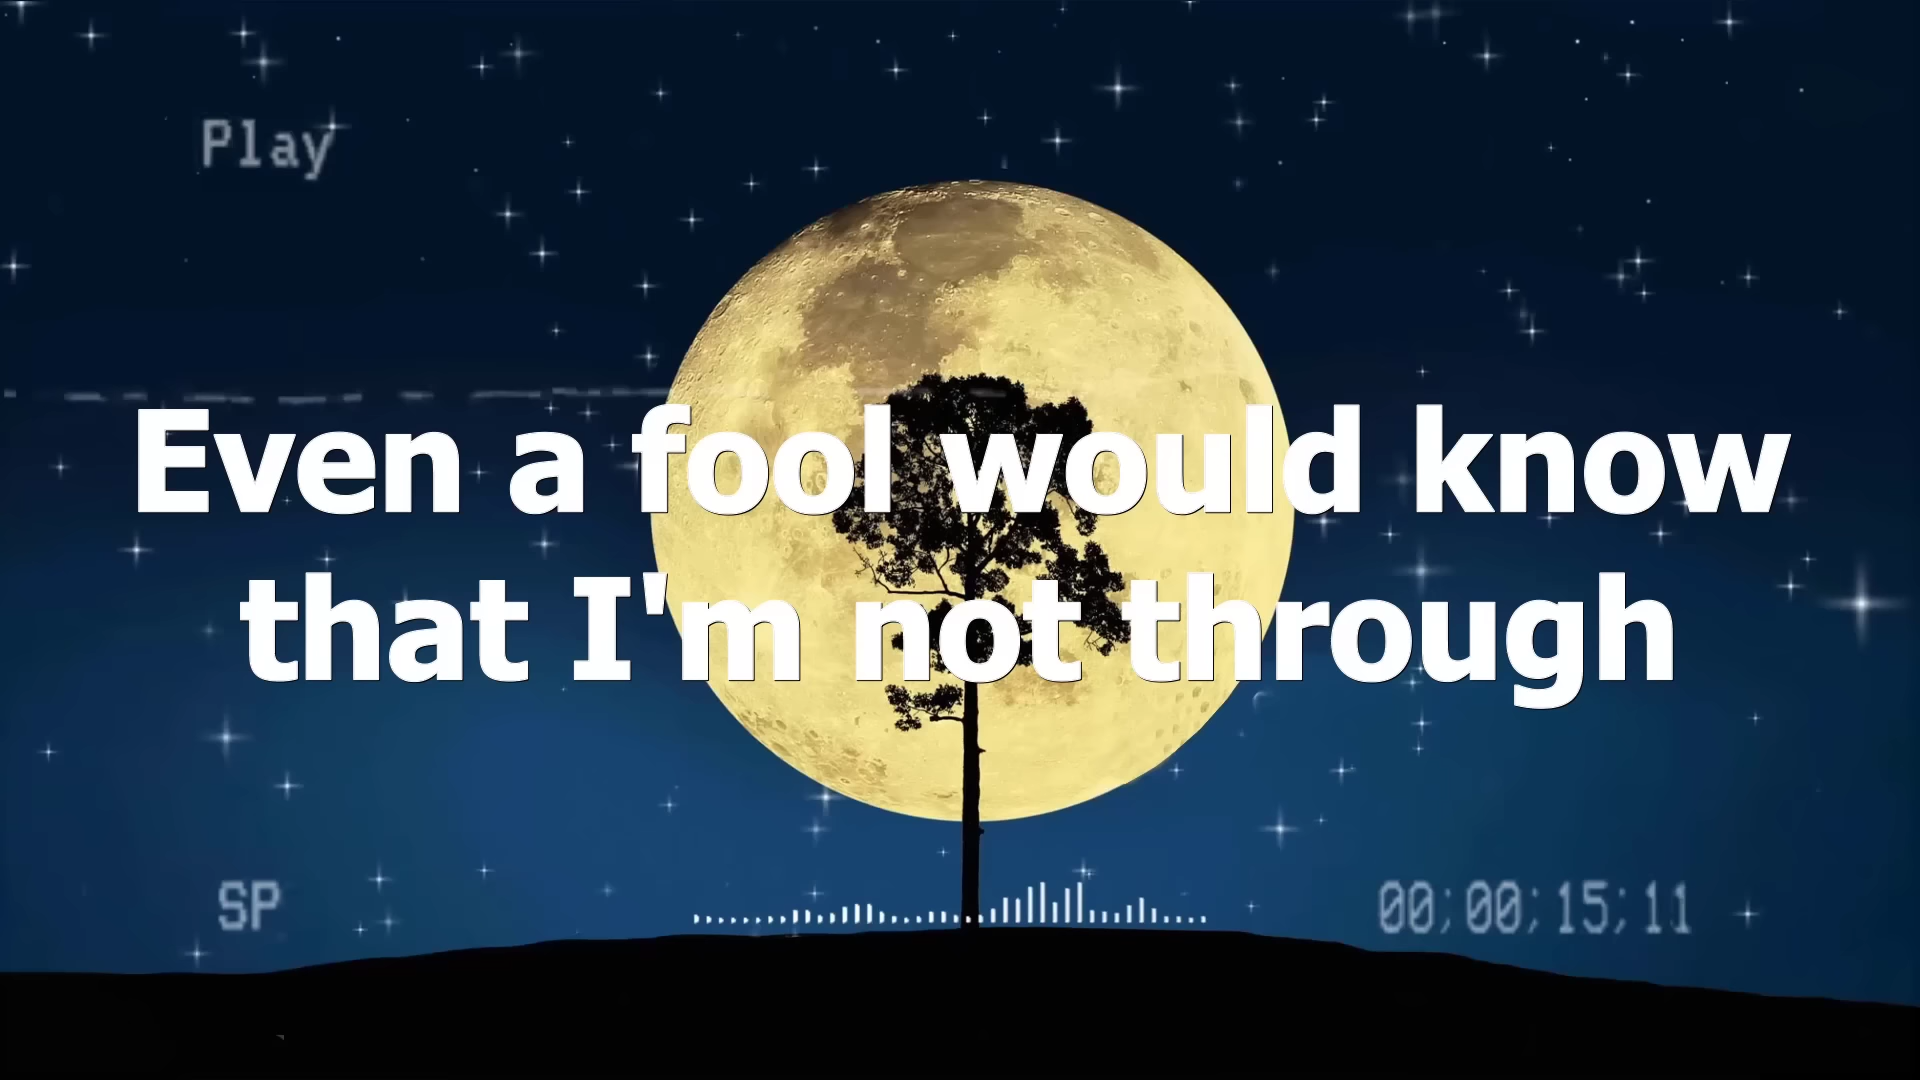 Play
Even a fool would know
that I'm not through
SP
00;00;15;11